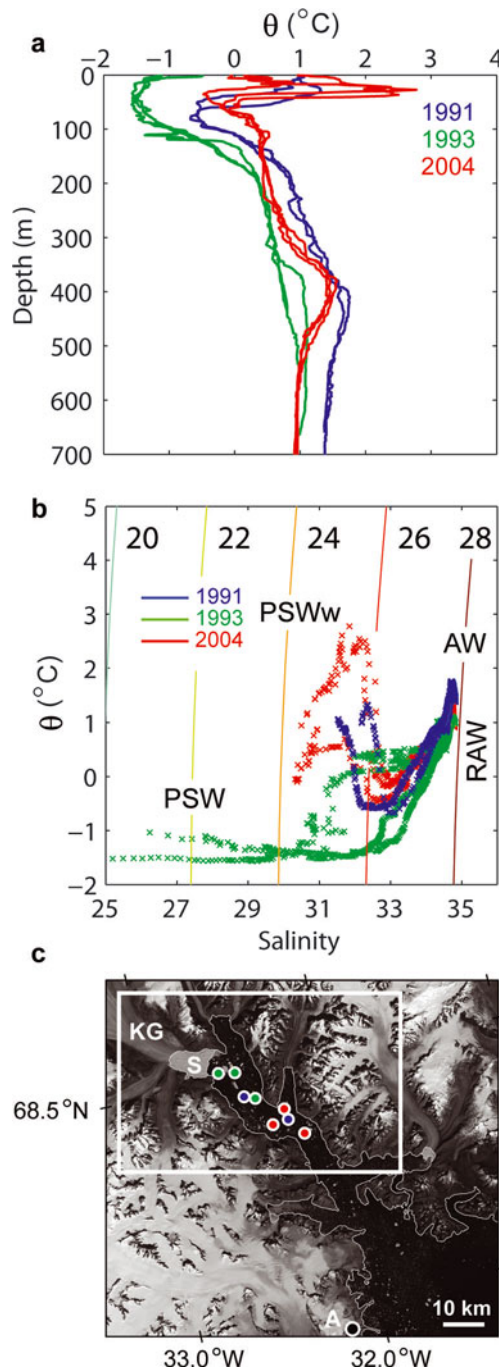 a
θ (°C)
−2 −1 0 1 2 3 4
0
100
200
300
400
500
600
700
Depth (m)
1991
1993
2004
b
5
4
3
2
1
0
−1
−2
θ (°C)
20 22 24 26 28
1991
1993
2004
PSWw
AW
RAW
PSW
25 27 29 31 33 35
Salinity
c
KG
S
68.5°N
A
10 km
33.0°W 32.0°W